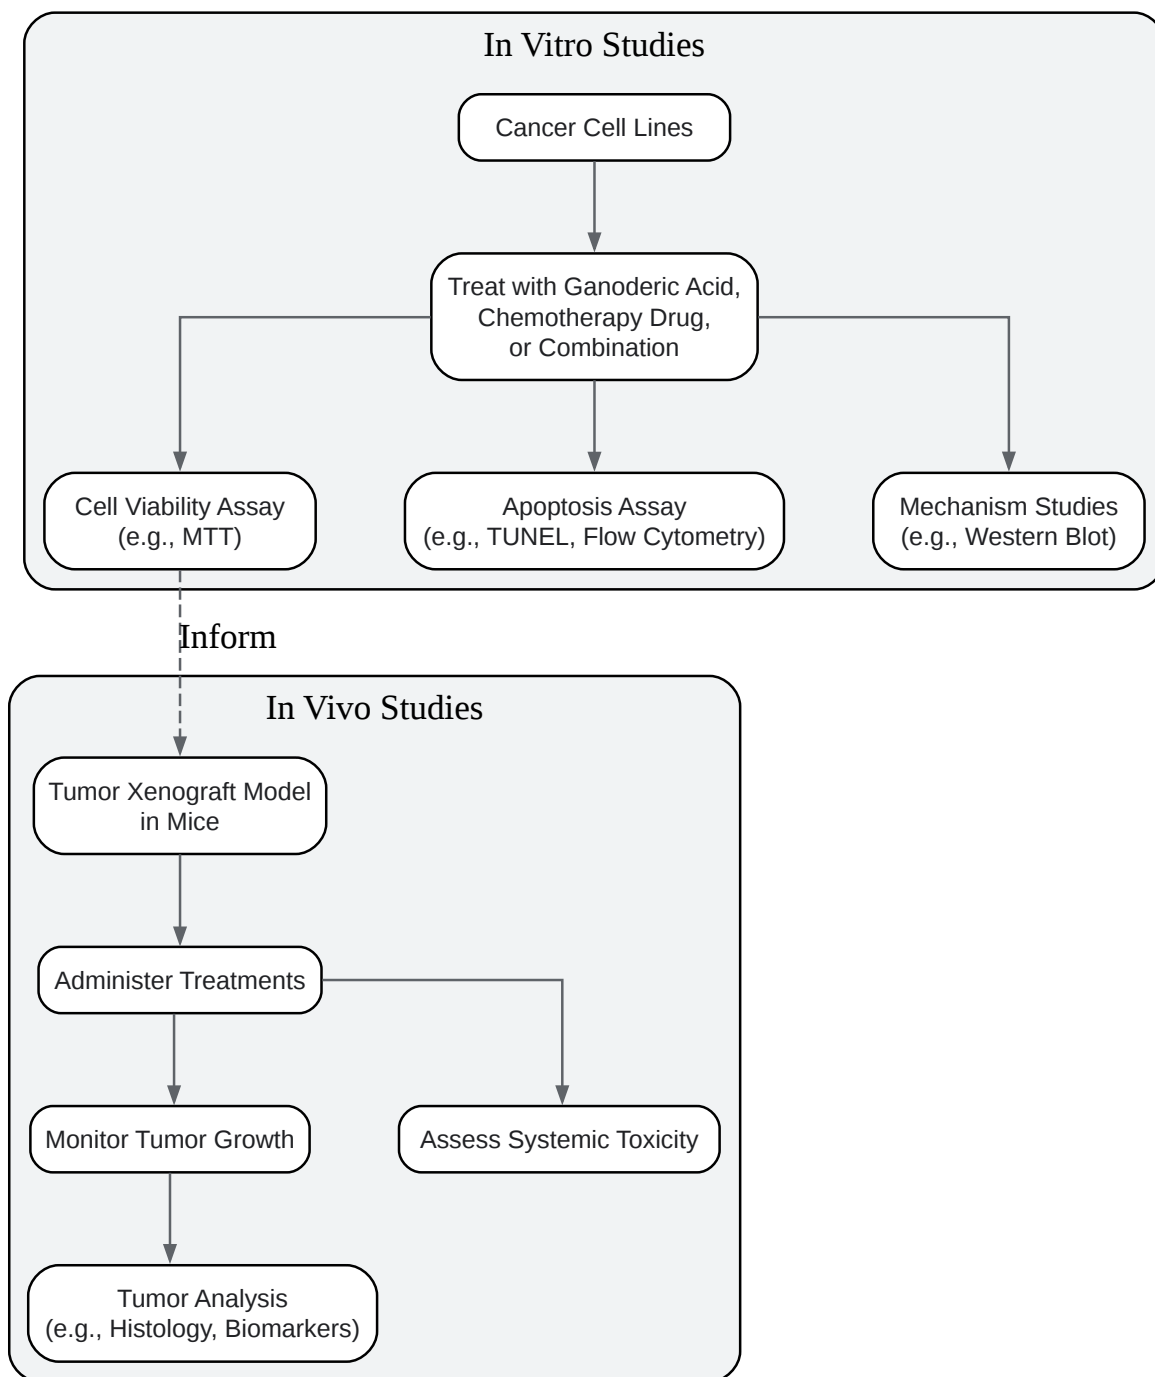 In Vitro Studies
Cancer Cell Lines
Treat with Ganoderic Acid,
Chemotherapy Drug,
or Combination
Cell Viability Assay
(e.g., MTT)
Apoptosis Assay
(e.g., TUNEL, Flow Cytometry)
Mechanism Studies
(e.g., Western Blot)
Inform
In Vivo Studies
Tumor Xenograft Model
in Mice
Administer Treatments
Monitor Tumor Growth
Assess Systemic Toxicity
Tumor Analysis
(e.g., Histology, Biomarkers)